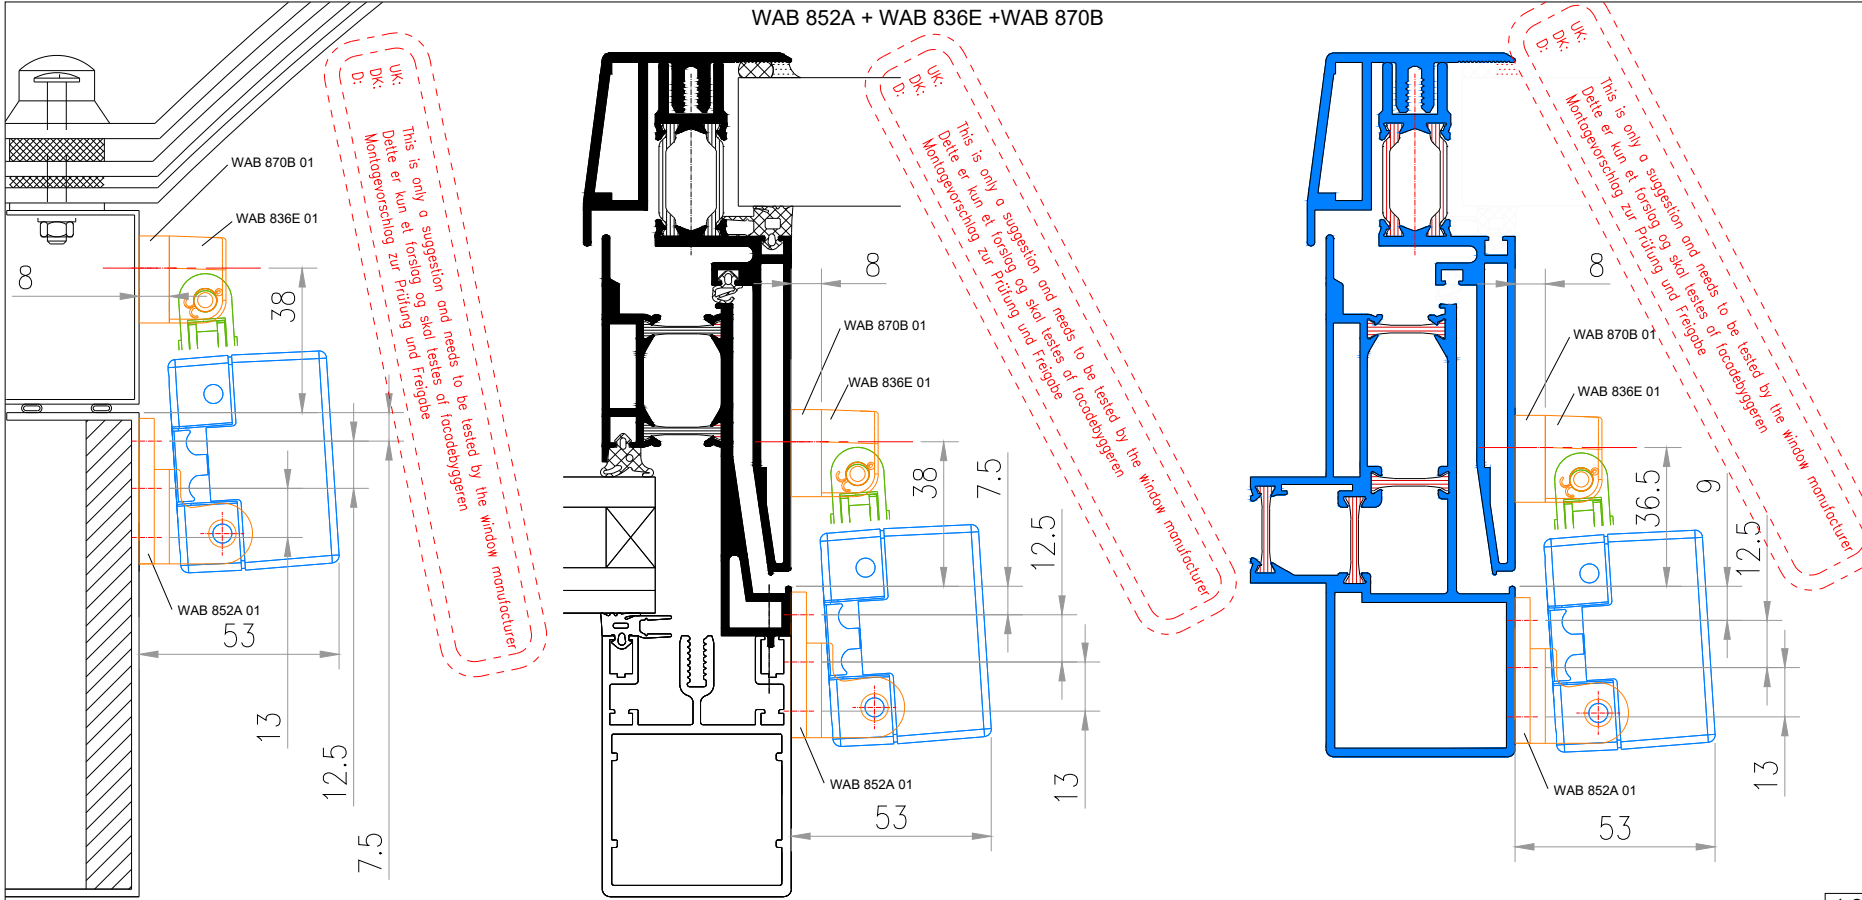 WAB 852A + WAB 836E +WAB 870B
UK: This is only a suggestion and needs to be tested by the window manufacturer
DK: Dette er kun et forslag og skal testes af facadebyggeren
D: Montagevorschlag zur Prüfung und Freigabe
WAB 870B 01
WAB 836E 01
8
38
WAB 852A 01
53
13
12.5
7.5
UK: This is only a suggestion and needs to be tested by the window manufacturer
DK: Dette er kun et forslag og skal testes af facadebyggeren
D: Montagevorschlag zur Prüfung und Freigabe
8
WAB 870B 01
WAB 836E 01
38
7.5
12.5
WAB 852A 01
53
13
UK: This is only a suggestion and needs to be tested by the window manufacturer
DK: Dette er kun et forslag og skal testes af facadebyggeren
D: Montagevorschlag zur Prüfung und Freigabe
8
WAB 870B 01
WAB 836E 01
36.5
9
12.5
WAB 852A 01
53
13